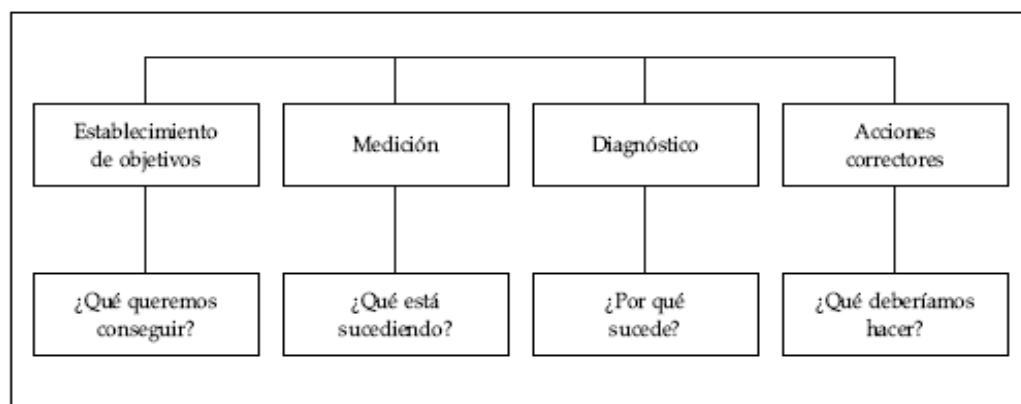 Establecimiento
de objetivos
Medición
Diagnóstico
Acciones
correctores
¿Qué queremos
conseguir?
¿Qué está
sucediendo?
¿Por qué
sucede?
¿Qué deberíamos
hacer?